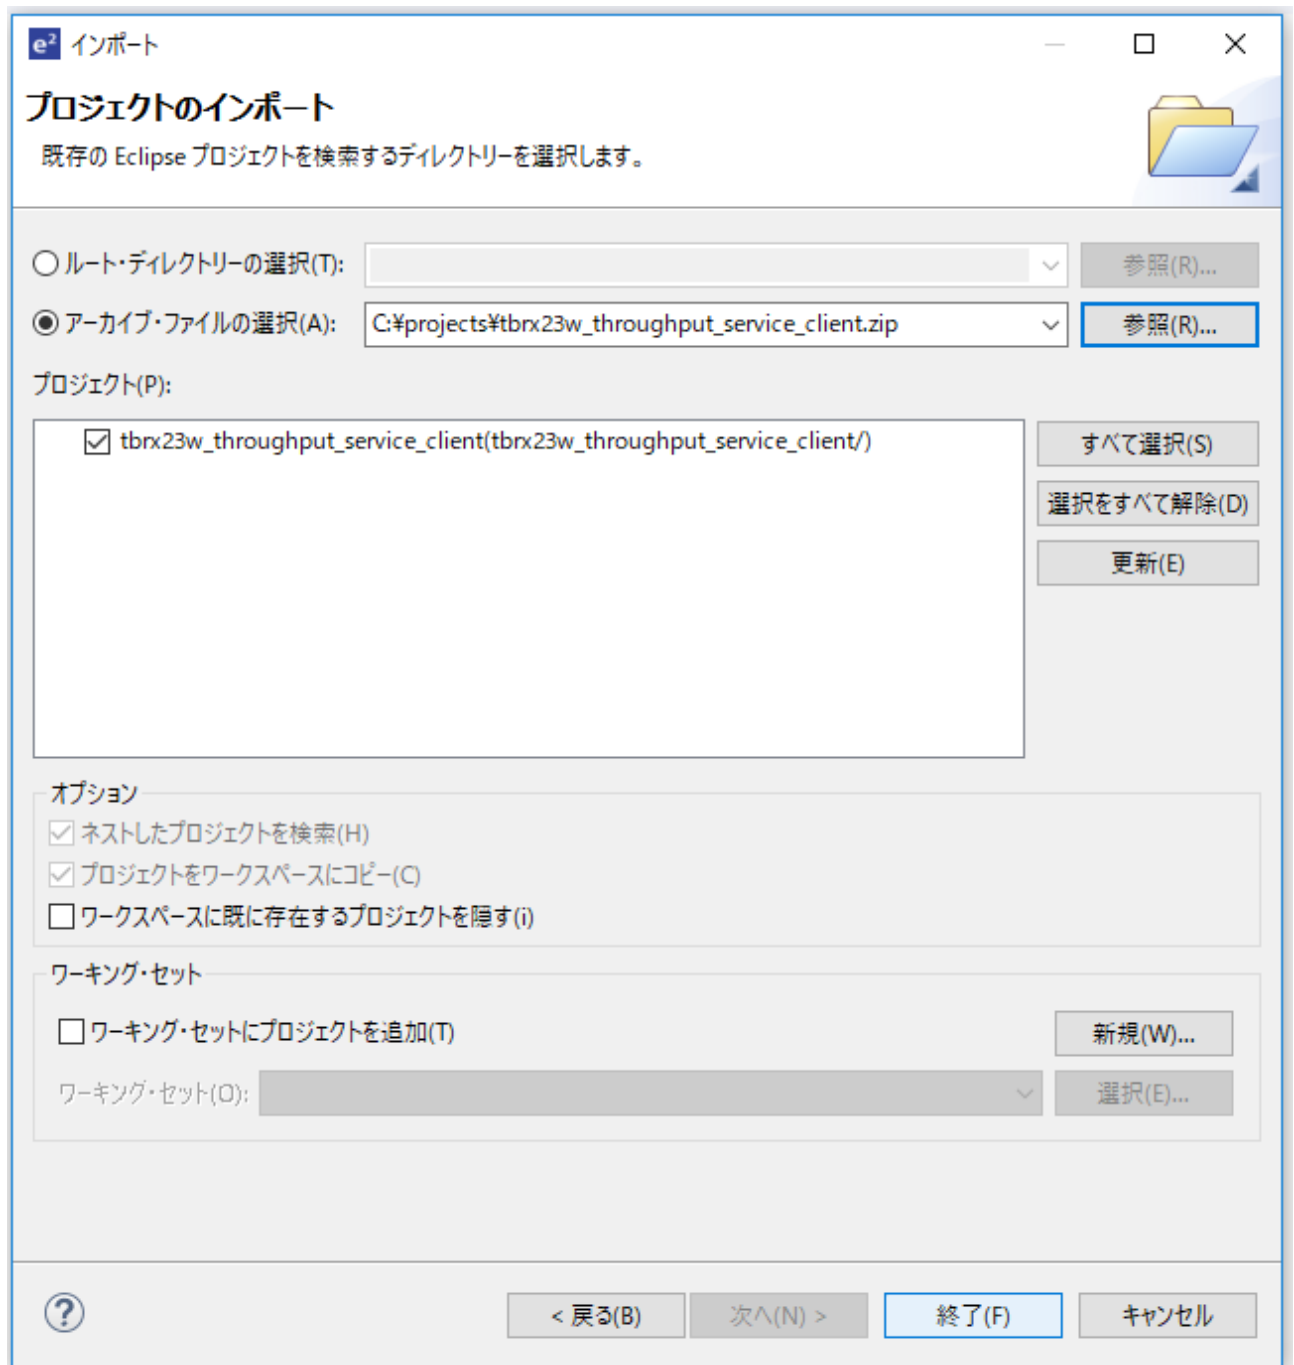 e² インポート
プロジェクトのインポート
既存の Eclipse プロジェクトを検索するディレクトリーを選択します。
ルート・ディレクトリーの選択(T):
参照(R)...
アーカイブ・ファイルの選択(A): C:¥projects¥tbrx23w_throughput_service_client.zip 参照(R)...
プロジェクト(P):
tbrx23w_throughput_service_client(tbrx23w_throughput_service_client/)
すべて選択(S)
選択をすべて解除(D)
更新(E)
オプション
ネストしたプロジェクトを検索(H)
プロジェクトをワークスペースにコピー(C)
ワークスペースに既に存在するプロジェクトを隠す(i)
ワーキング・セット
ワーキング・セットにプロジェクトを追加(T)
新規(W)...
ワーキング・セット(O):
選択(E)...
?
< 戻る(B) 次へ(N) > 終了(F) キャンセル